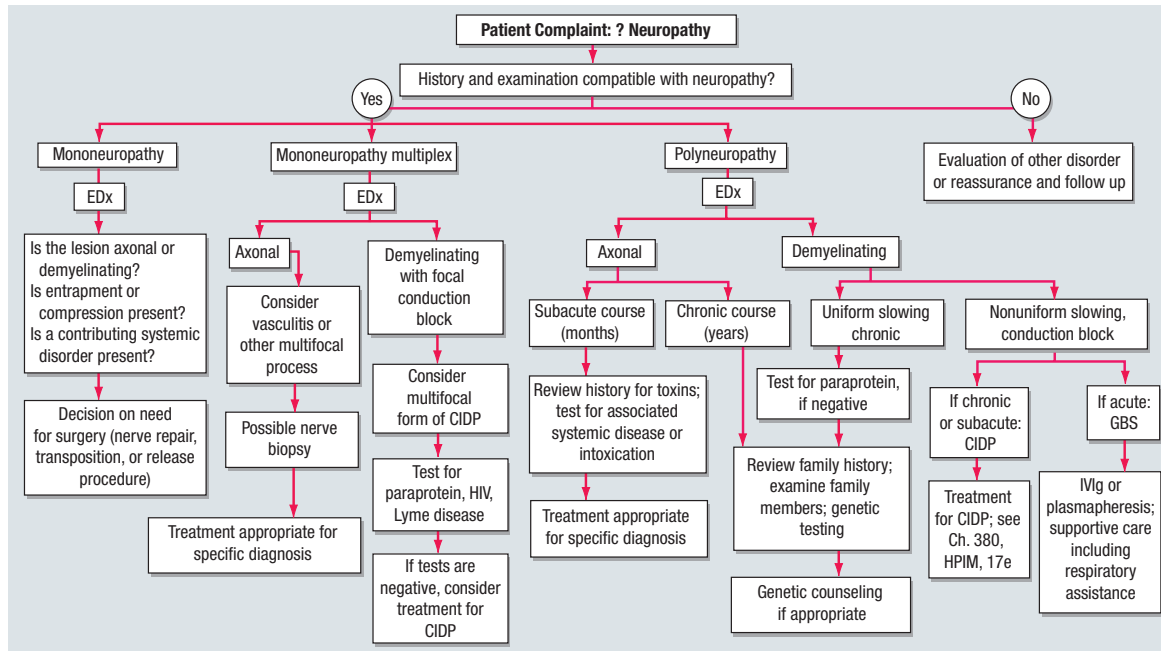 Patient Complaint: ? Neuropathy
History and examination compatible with neuropathy?
Yes
No
Mononeuropathy
Mononeuropathy multiplex
Polyneuropathy
Evaluation of other disorder
or reassurance and follow up
EDx
EDx
EDx
Is the lesion axonal or
demyelinating?
Is entrapment or
compression present?
Is a contributing systemic
disorder present?
Decision on need
for surgery (nerve repair,
transposition, or release
procedure)
Axonal
Consider
vasculitis or
other multifocal
process
Possible nerve
biopsy
Treatment appropriate for
specific diagnosis
Demyelinating
with focal
conduction
block
Consider
multifocal
form of CIDP
Test for
paraprotein, HIV,
Lyme disease
If tests are
negative, consider
treatment for
CIDP
Axonal
Demyelinating
Subacute course
(months)
Chronic course
(years)
Review history for toxins;
test for associated
systemic disease or
intoxication
Treatment appropriate
for specific diagnosis
Uniform slowing
chronic
Nonuniform slowing,
conduction block
Test for paraprotein,
if negative
Review family history;
examine family
members; genetic
testing
Genetic counseling
if appropriate
If chronic
or subacute:
CIDP
Treatment
for CIDP; see
Ch. 380,
HPIM, 17e
If acute:
GBS
IVIg or
plasmapheresis;
supportive care
including
respiratory
assistance